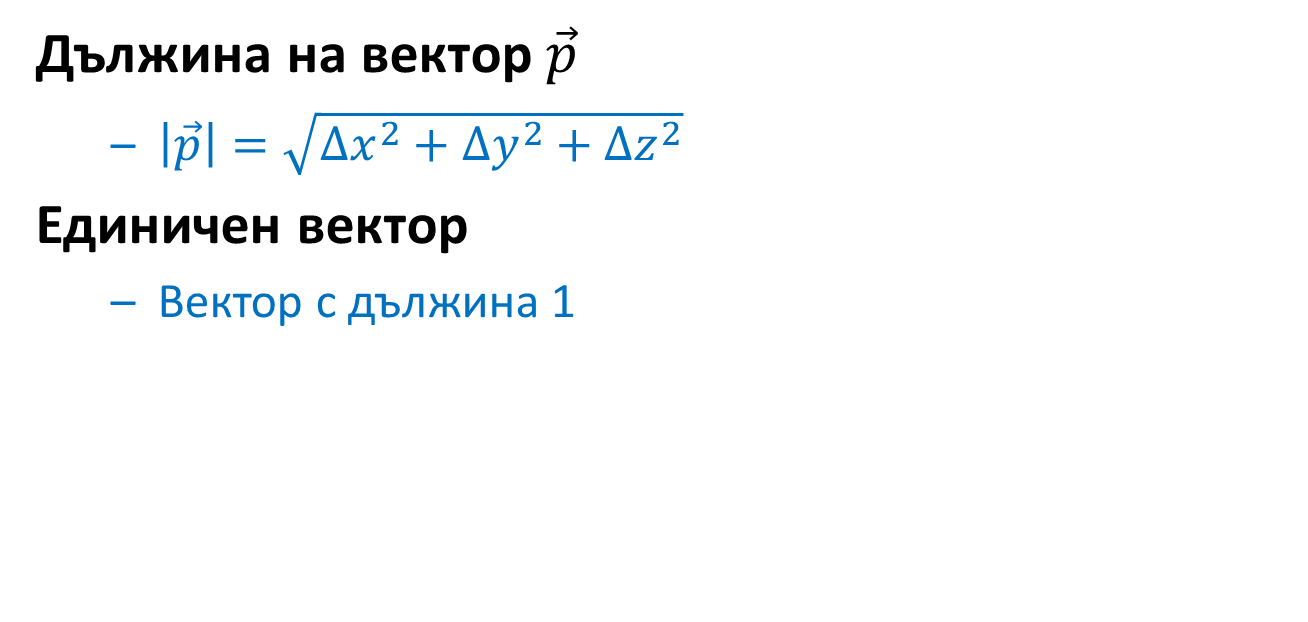 Дължина на вектор p⃗
– |p⃗| = √(Δx² + Δy² + Δz²)
Единичен вектор
– Вектор с дължина 1